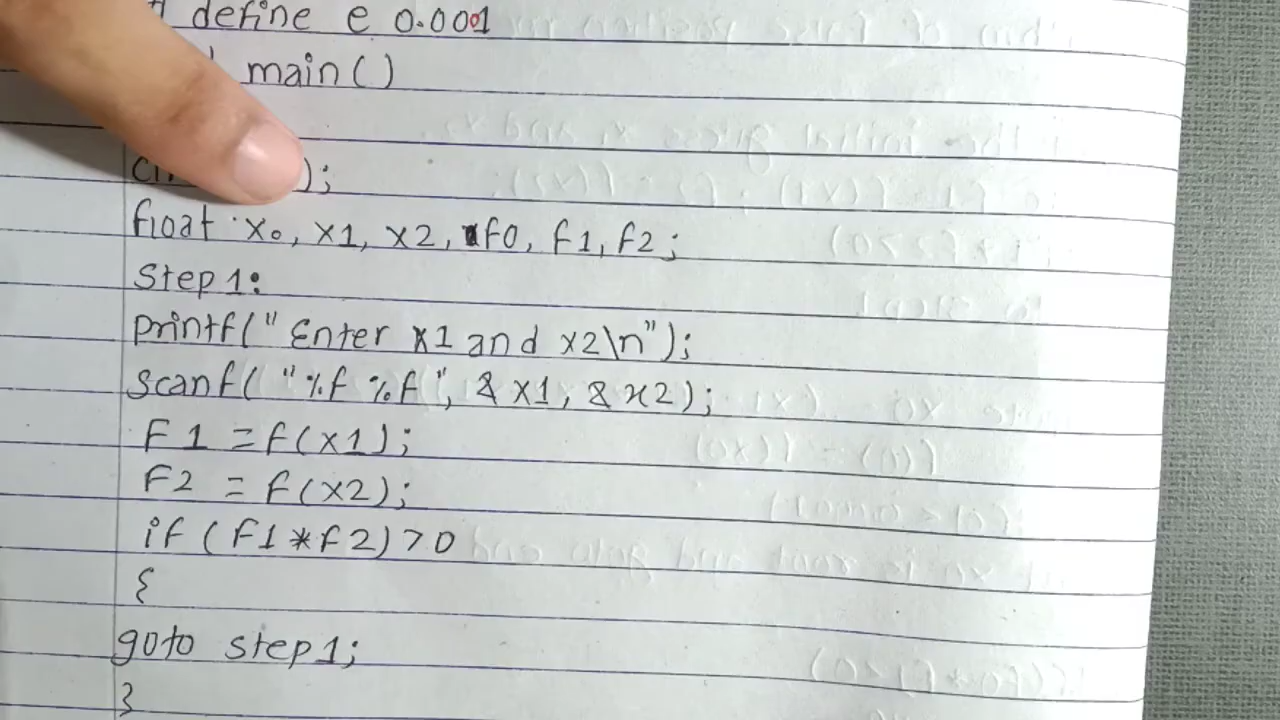 # define e 0.001
main()
);
float x0, x1, x2, f0, f1, f2;
Step 1:
printf(" Enter x1 and x2\n");
scanf( "%f %f", &x1, &x2);
F1 = f(x1);
F2 = f(x2);
if (f1*f2)>0
{
goto step1;
}